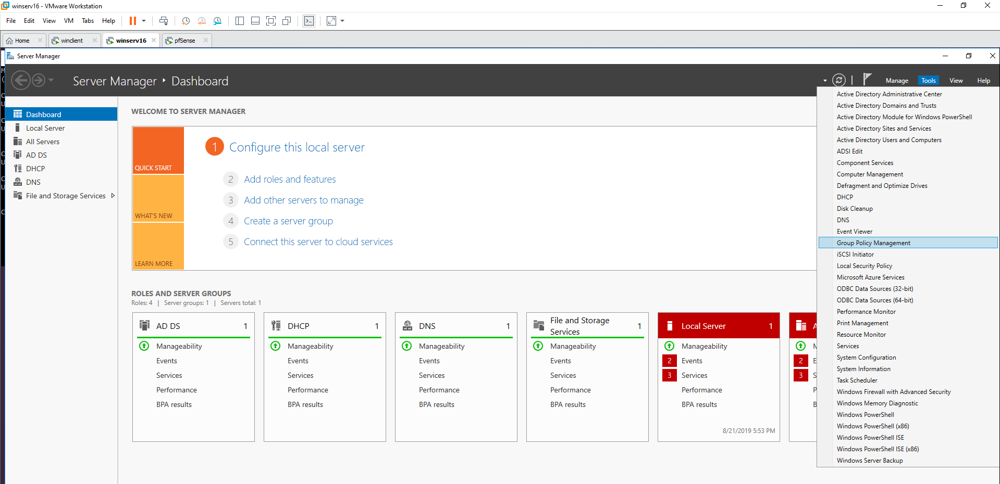 winserv16 - VMware Workstation
File Edit View VM Tabs Help
Home winclient winserv16 pfSense
Server Manager
Server Manager Dashboard
Manage Tools View Help
Dashboard
Local Server
All Servers
AD DS
DHCP
DNS
File and Storage Services
WELCOME TO SERVER MANAGER
QUICK START
WHAT'S NEW
LEARN MORE
1 Configure this local server
2 Add roles and features
3 Add other servers to manage
4 Create a server group
5 Connect this server to cloud services
ROLES AND SERVER GROUPS
Roles: 4 | Server groups: 1 | Servers total: 1
AD DS 1
Manageability
Events
Services
Performance
BPA results
DHCP 1
Manageability
Events
Services
Performance
BPA results
DNS 1
Manageability
Events
Services
Performance
BPA results
File and Storage
Services 1
Manageability
Events
Services
Performance
BPA results
Local Server 1
Manageability
2 Events
3 Services
Performance
BPA results
8/21/2019 5:53 PM
2
3
Active Directory Administrative Center
Active Directory Domains and Trusts
Active Directory Module for Windows PowerShell
Active Directory Sites and Services
Active Directory Users and Computers
ADSI Edit
Component Services
Computer Management
Defragment and Optimize Drives
DHCP
Disk Cleanup
DNS
Event Viewer
Group Policy Management
iSCSI Initiator
Local Security Policy
Microsoft Azure Services
ODBC Data Sources (32-bit)
ODBC Data Sources (64-bit)
Performance Monitor
Print Management
Resource Monitor
Services
System Configuration
System Information
Task Scheduler
Windows Firewall with Advanced Security
Windows Memory Diagnostic
Windows PowerShell
Windows PowerShell (x86)
Windows PowerShell ISE
Windows PowerShell ISE (x86)
Windows Server Backup